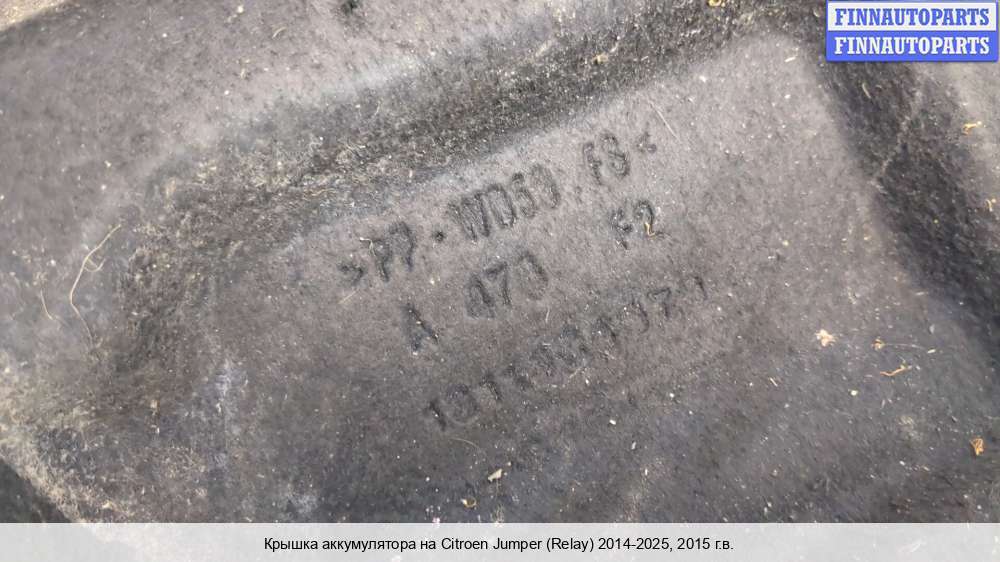 FINNAUTOPARTS
FINNAUTOPARTS
>PP-WD50.FS<
A 470 F2
Крышка аккумулятора на Citroen Jumper (Relay) 2014-2025, 2015 г.в.